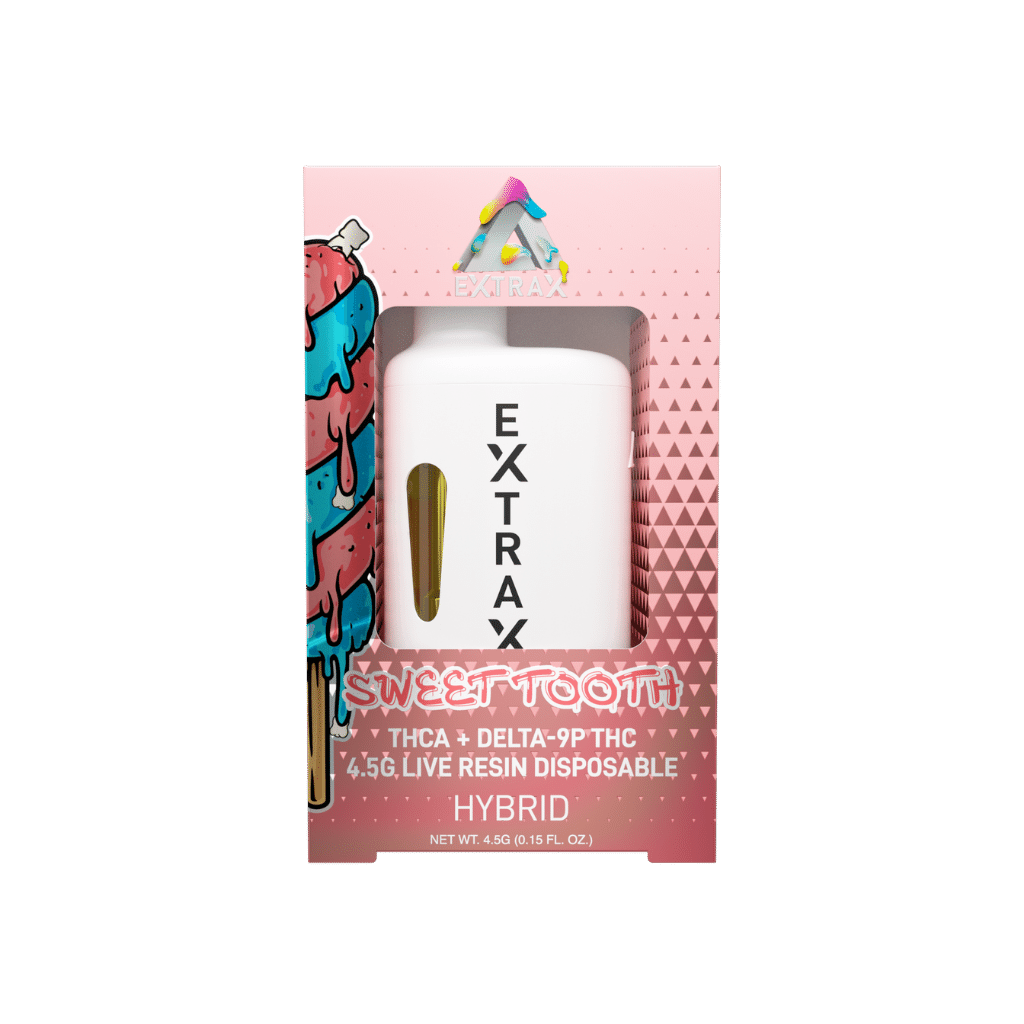 EXTRAX
EXTRAX
SWEET TOOTH
THCA + DELTA-9P THC
4.5G LIVE RESIN DISPOSABLE
HYBRID
NET WT. 4.5G (0.15 FL. OZ.)